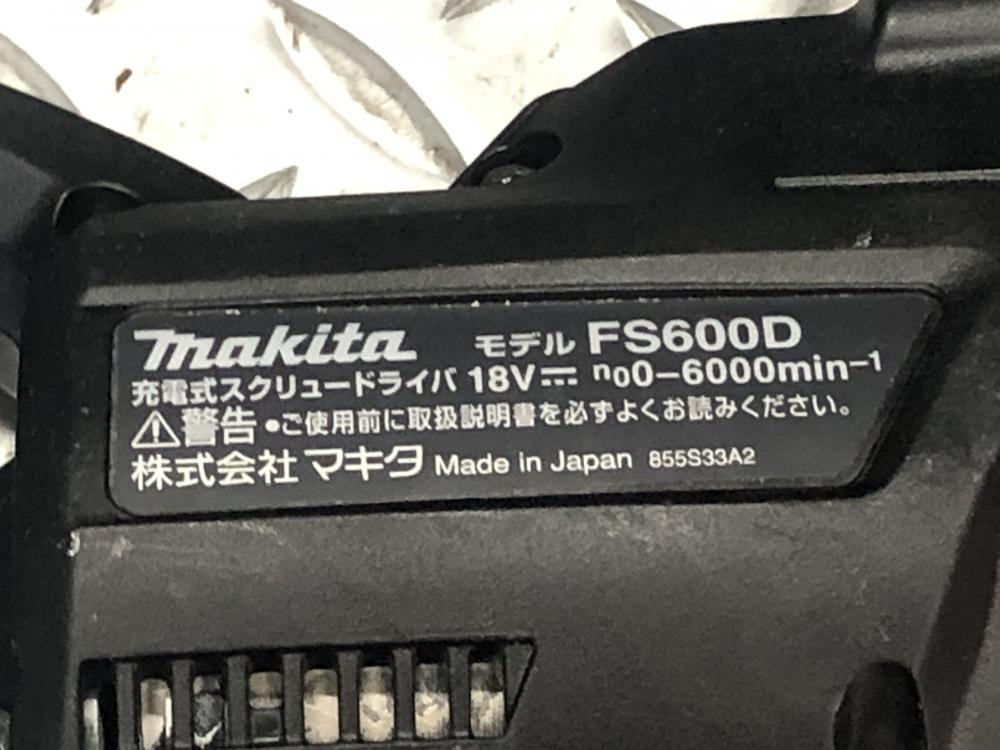 makita モデル FS600D
充電式スクリュードライバ 18V⎓ n₀0-6000min⁻¹
⚠警告 ●ご使用前に取扱説明書を必ずよくお読みください。
株式会社マキタ Made in Japan 855S33A2